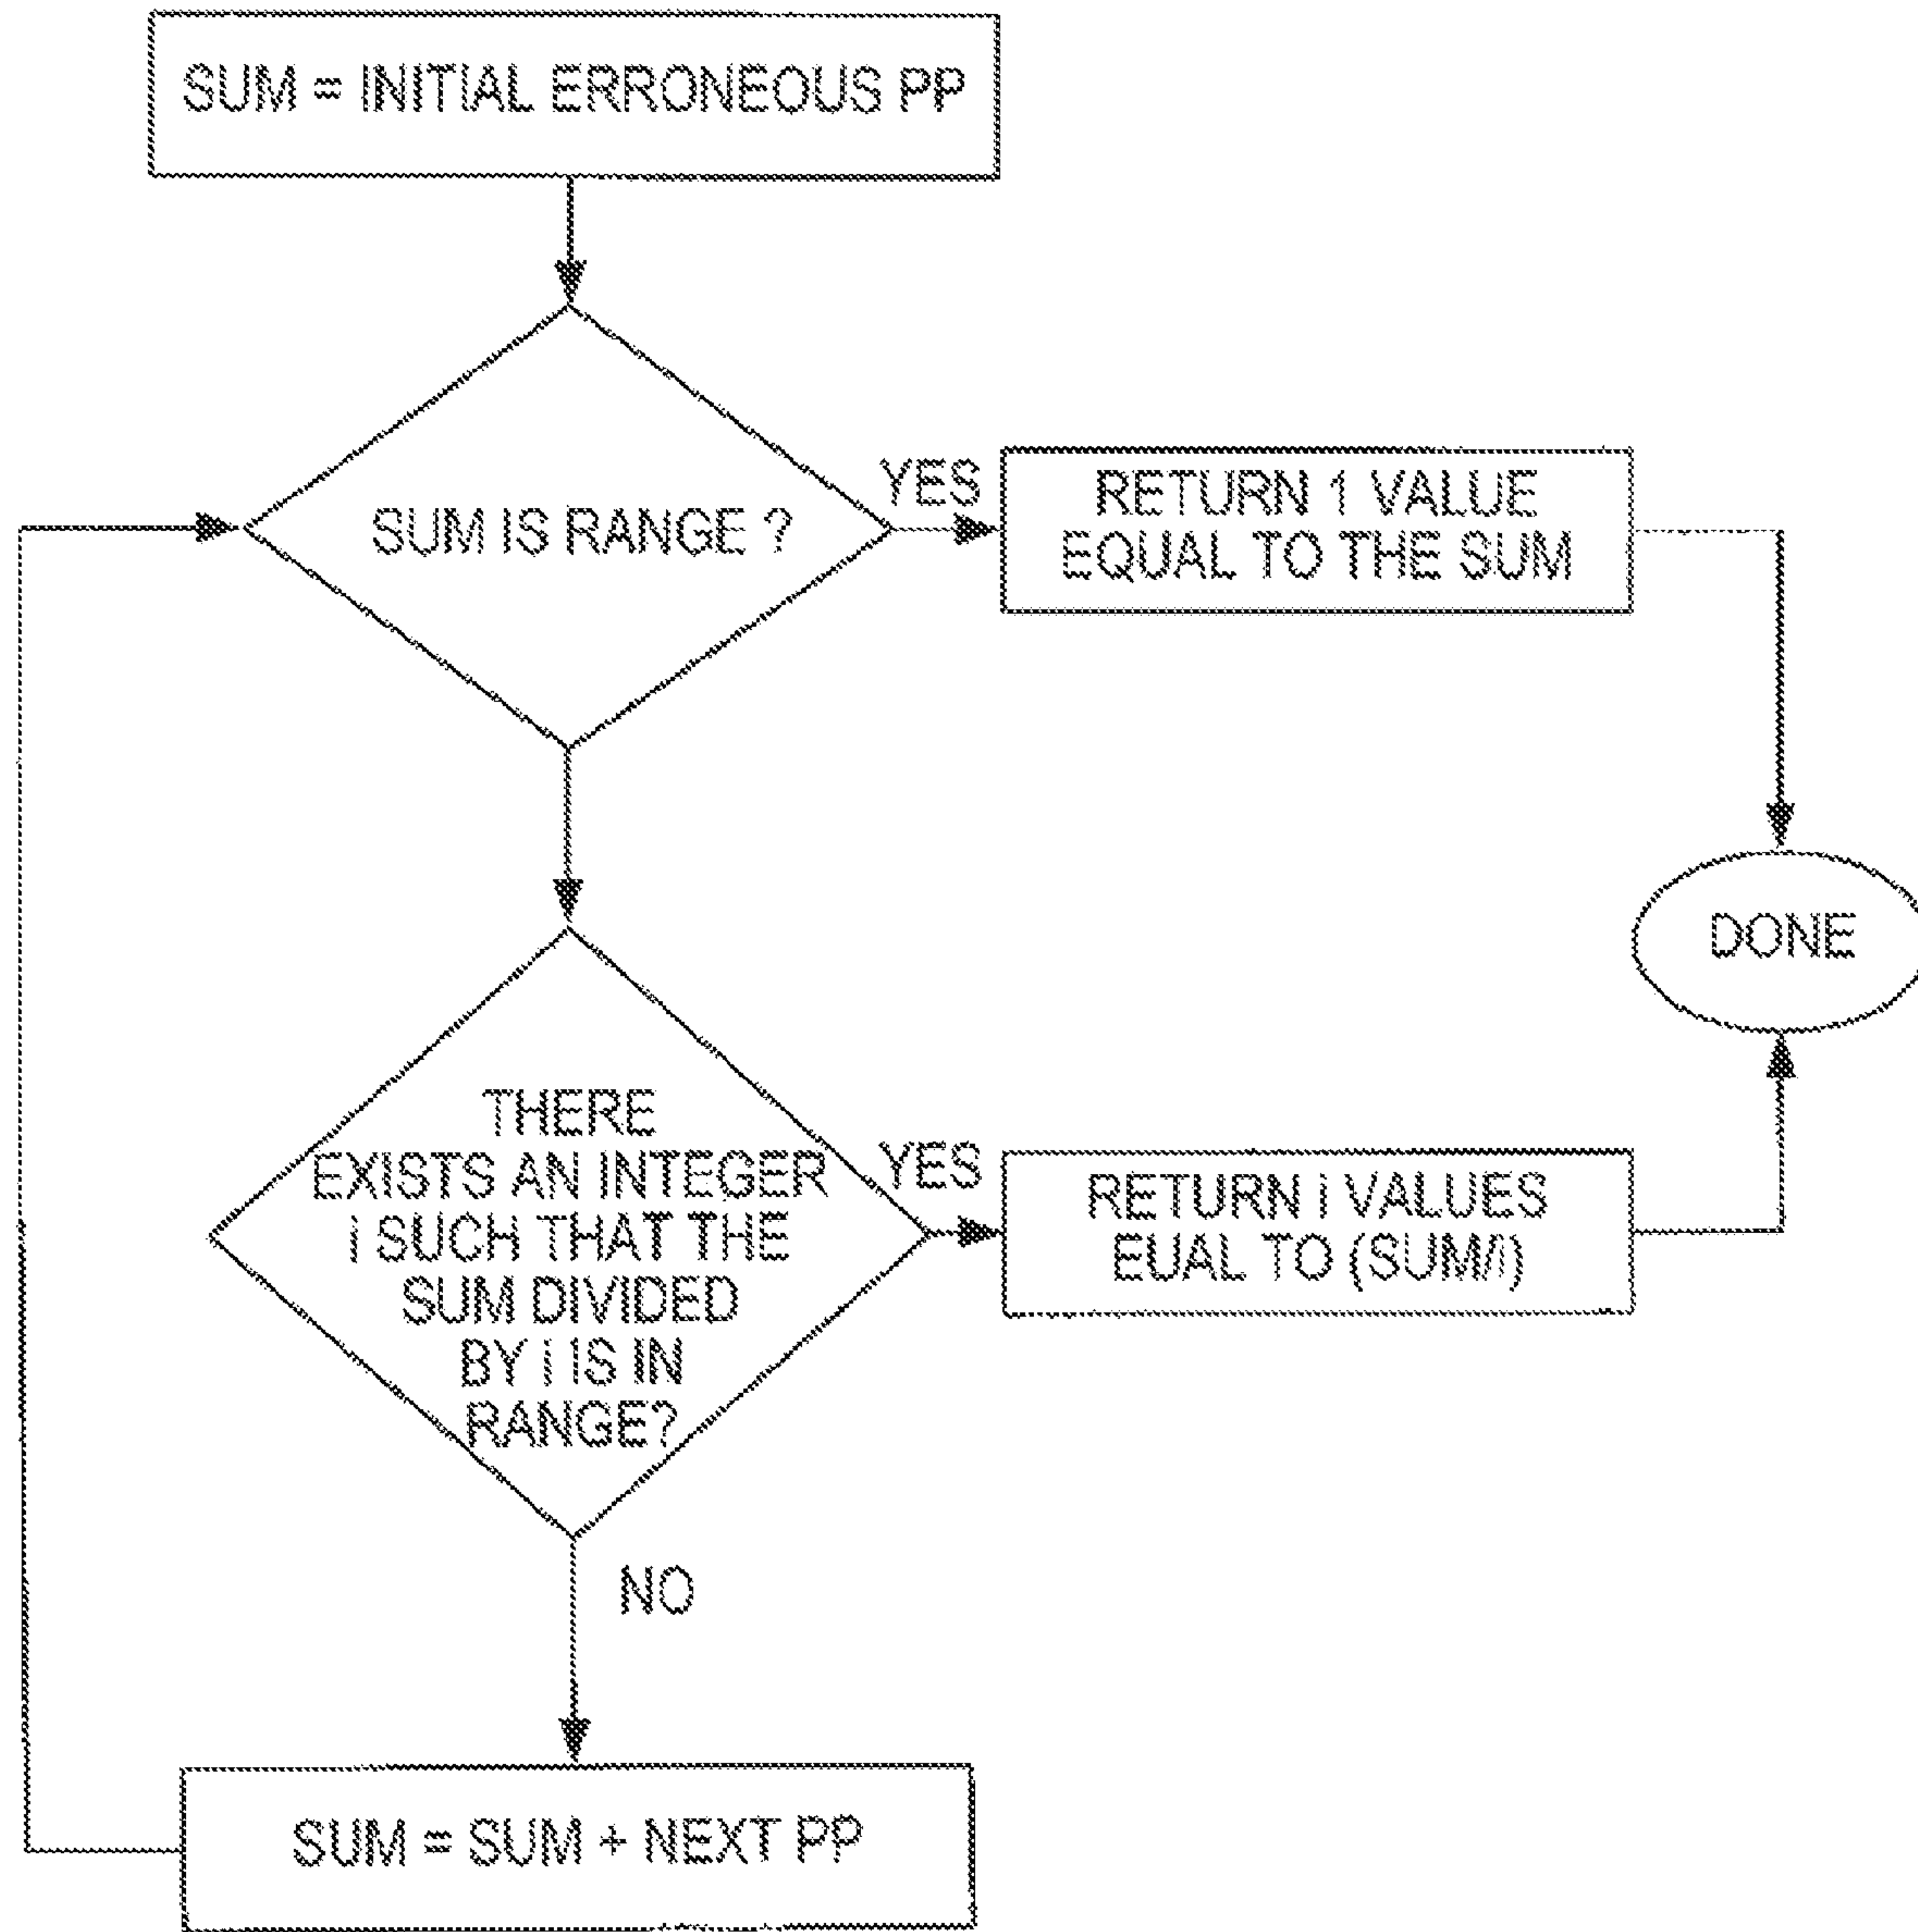 SUM = INITIAL ERRONEOUS PP
SUM IS RANGE ?
YES
RETURN 1 VALUE
EQUAL TO THE SUM
DONE
THERE
EXISTS AN INTEGER
i SUCH THAT THE
SUM DIVIDED
BY i IS IN
RANGE?
YES
RETURN i VALUES
EUAL TO (SUM/i)
NO
SUM = SUM + NEXT PP